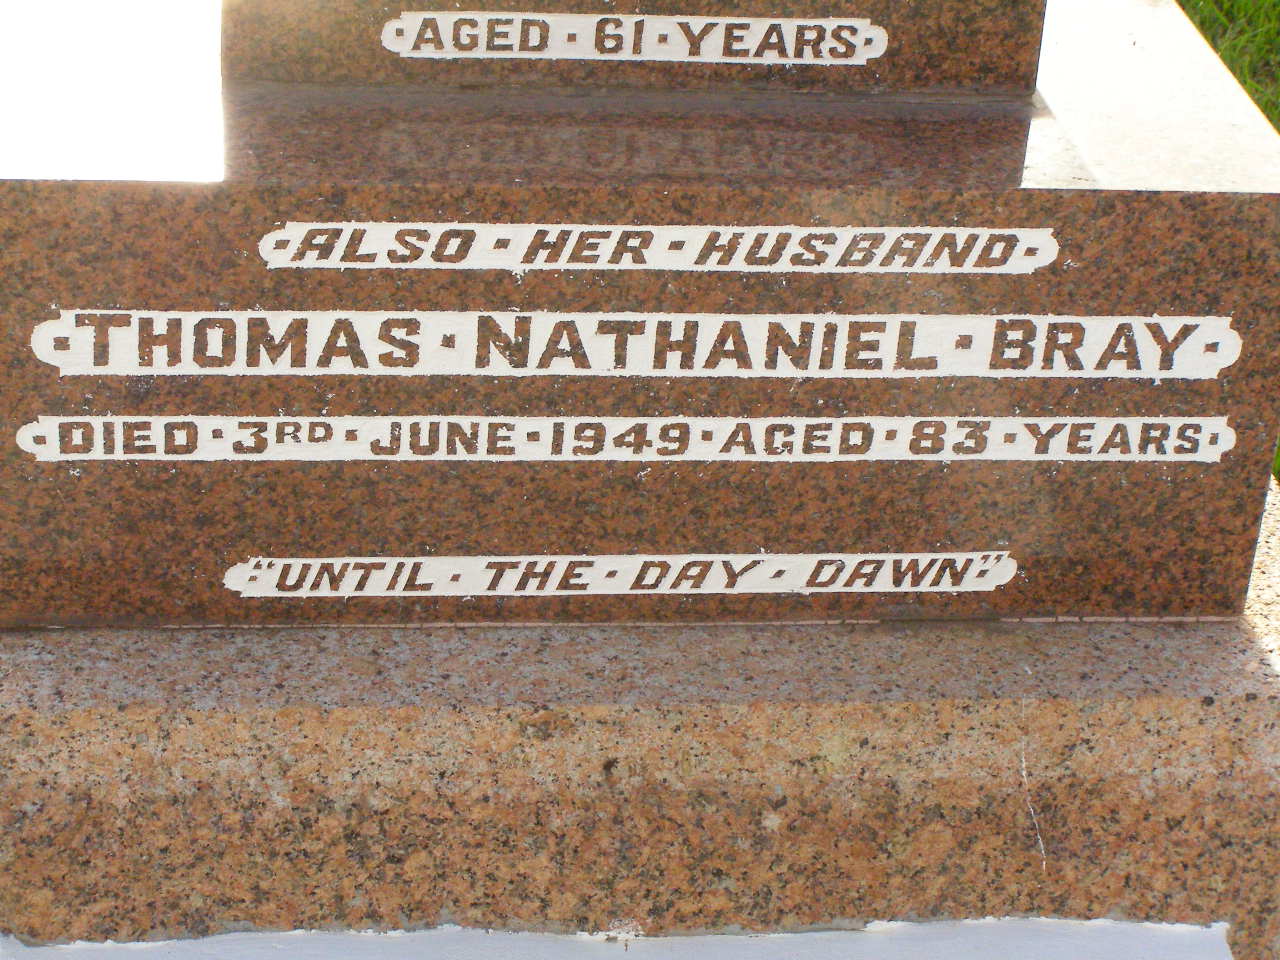 ·AGED·61·YEARS·
·ALSO·HER·HUSBAND·
·THOMAS·NATHANIEL·BRAY·
·DIED·3RD·JUNE·1949·AGED·83·YEARS·
"UNTIL·THE·DAY·DAWN"